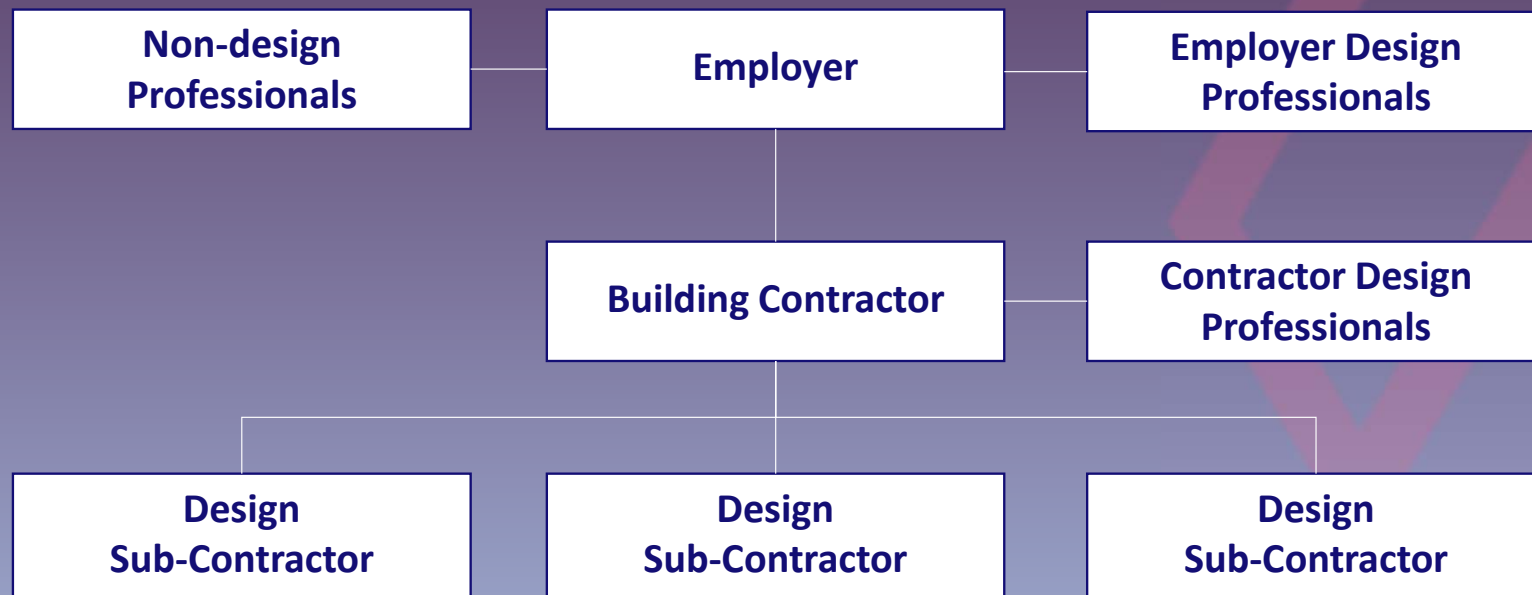 Non-design
Professionals
Employer
Employer Design
Professionals
Building Contractor
Contractor Design
Professionals
Design
Sub-Contractor
Design
Sub-Contractor
Design
Sub-Contractor